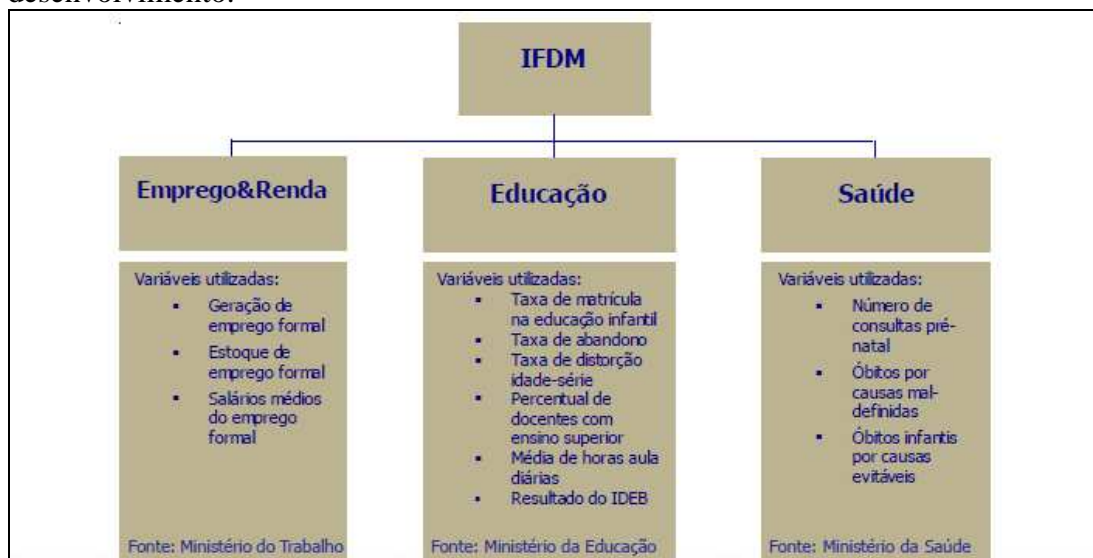 desenvolvimento.
IFDM
Emprego&Renda
Educação
Saúde
Variáveis utilizadas:
▪ Geração de
emprego formal
▪ Estoque de
emprego formal
▪ Salários médios
do emprego
formal
Fonte: Ministério do Trabalho
Variáveis utilizadas:
▪ Taxa de matrícula
na educação infantil
▪ Taxa de abandono
▪ Taxa de distorção
idade-série
▪ Percentual de
docentes com
ensino superior
▪ Média de horas aula
diárias
▪ Resultado do IDEB
Fonte: Ministério da Educação
Variáveis utilizadas:
▪ Número de
consultas pré-
natal
▪ Óbitos por
causas mal-
definidas
▪ Óbitos infantis
por causas
evitáveis
Fonte: Ministério da Saúde